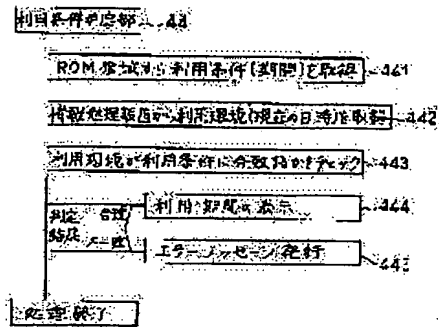 利用条件判定部 44
ROM領域から利用条件(期間)を取得 441
情報処理装置から利用環境(現在の日時)を取得 442
利用環境が利用条件に合致するかチェック 443
判定結果
合致
利用期間の表示 444
不一致
エラーメッセージ発行 445
処理終了